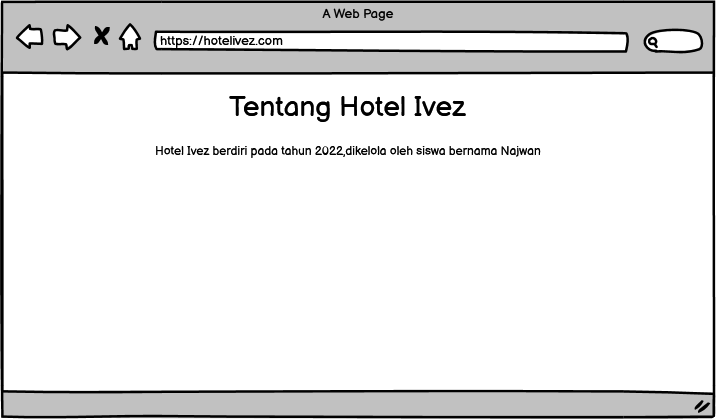 A Web Page
https://hotelivez.com
Tentang Hotel Ivez
Hotel Ivez berdiri pada tahun 2022,dikelola oleh siswa bernama Najwan